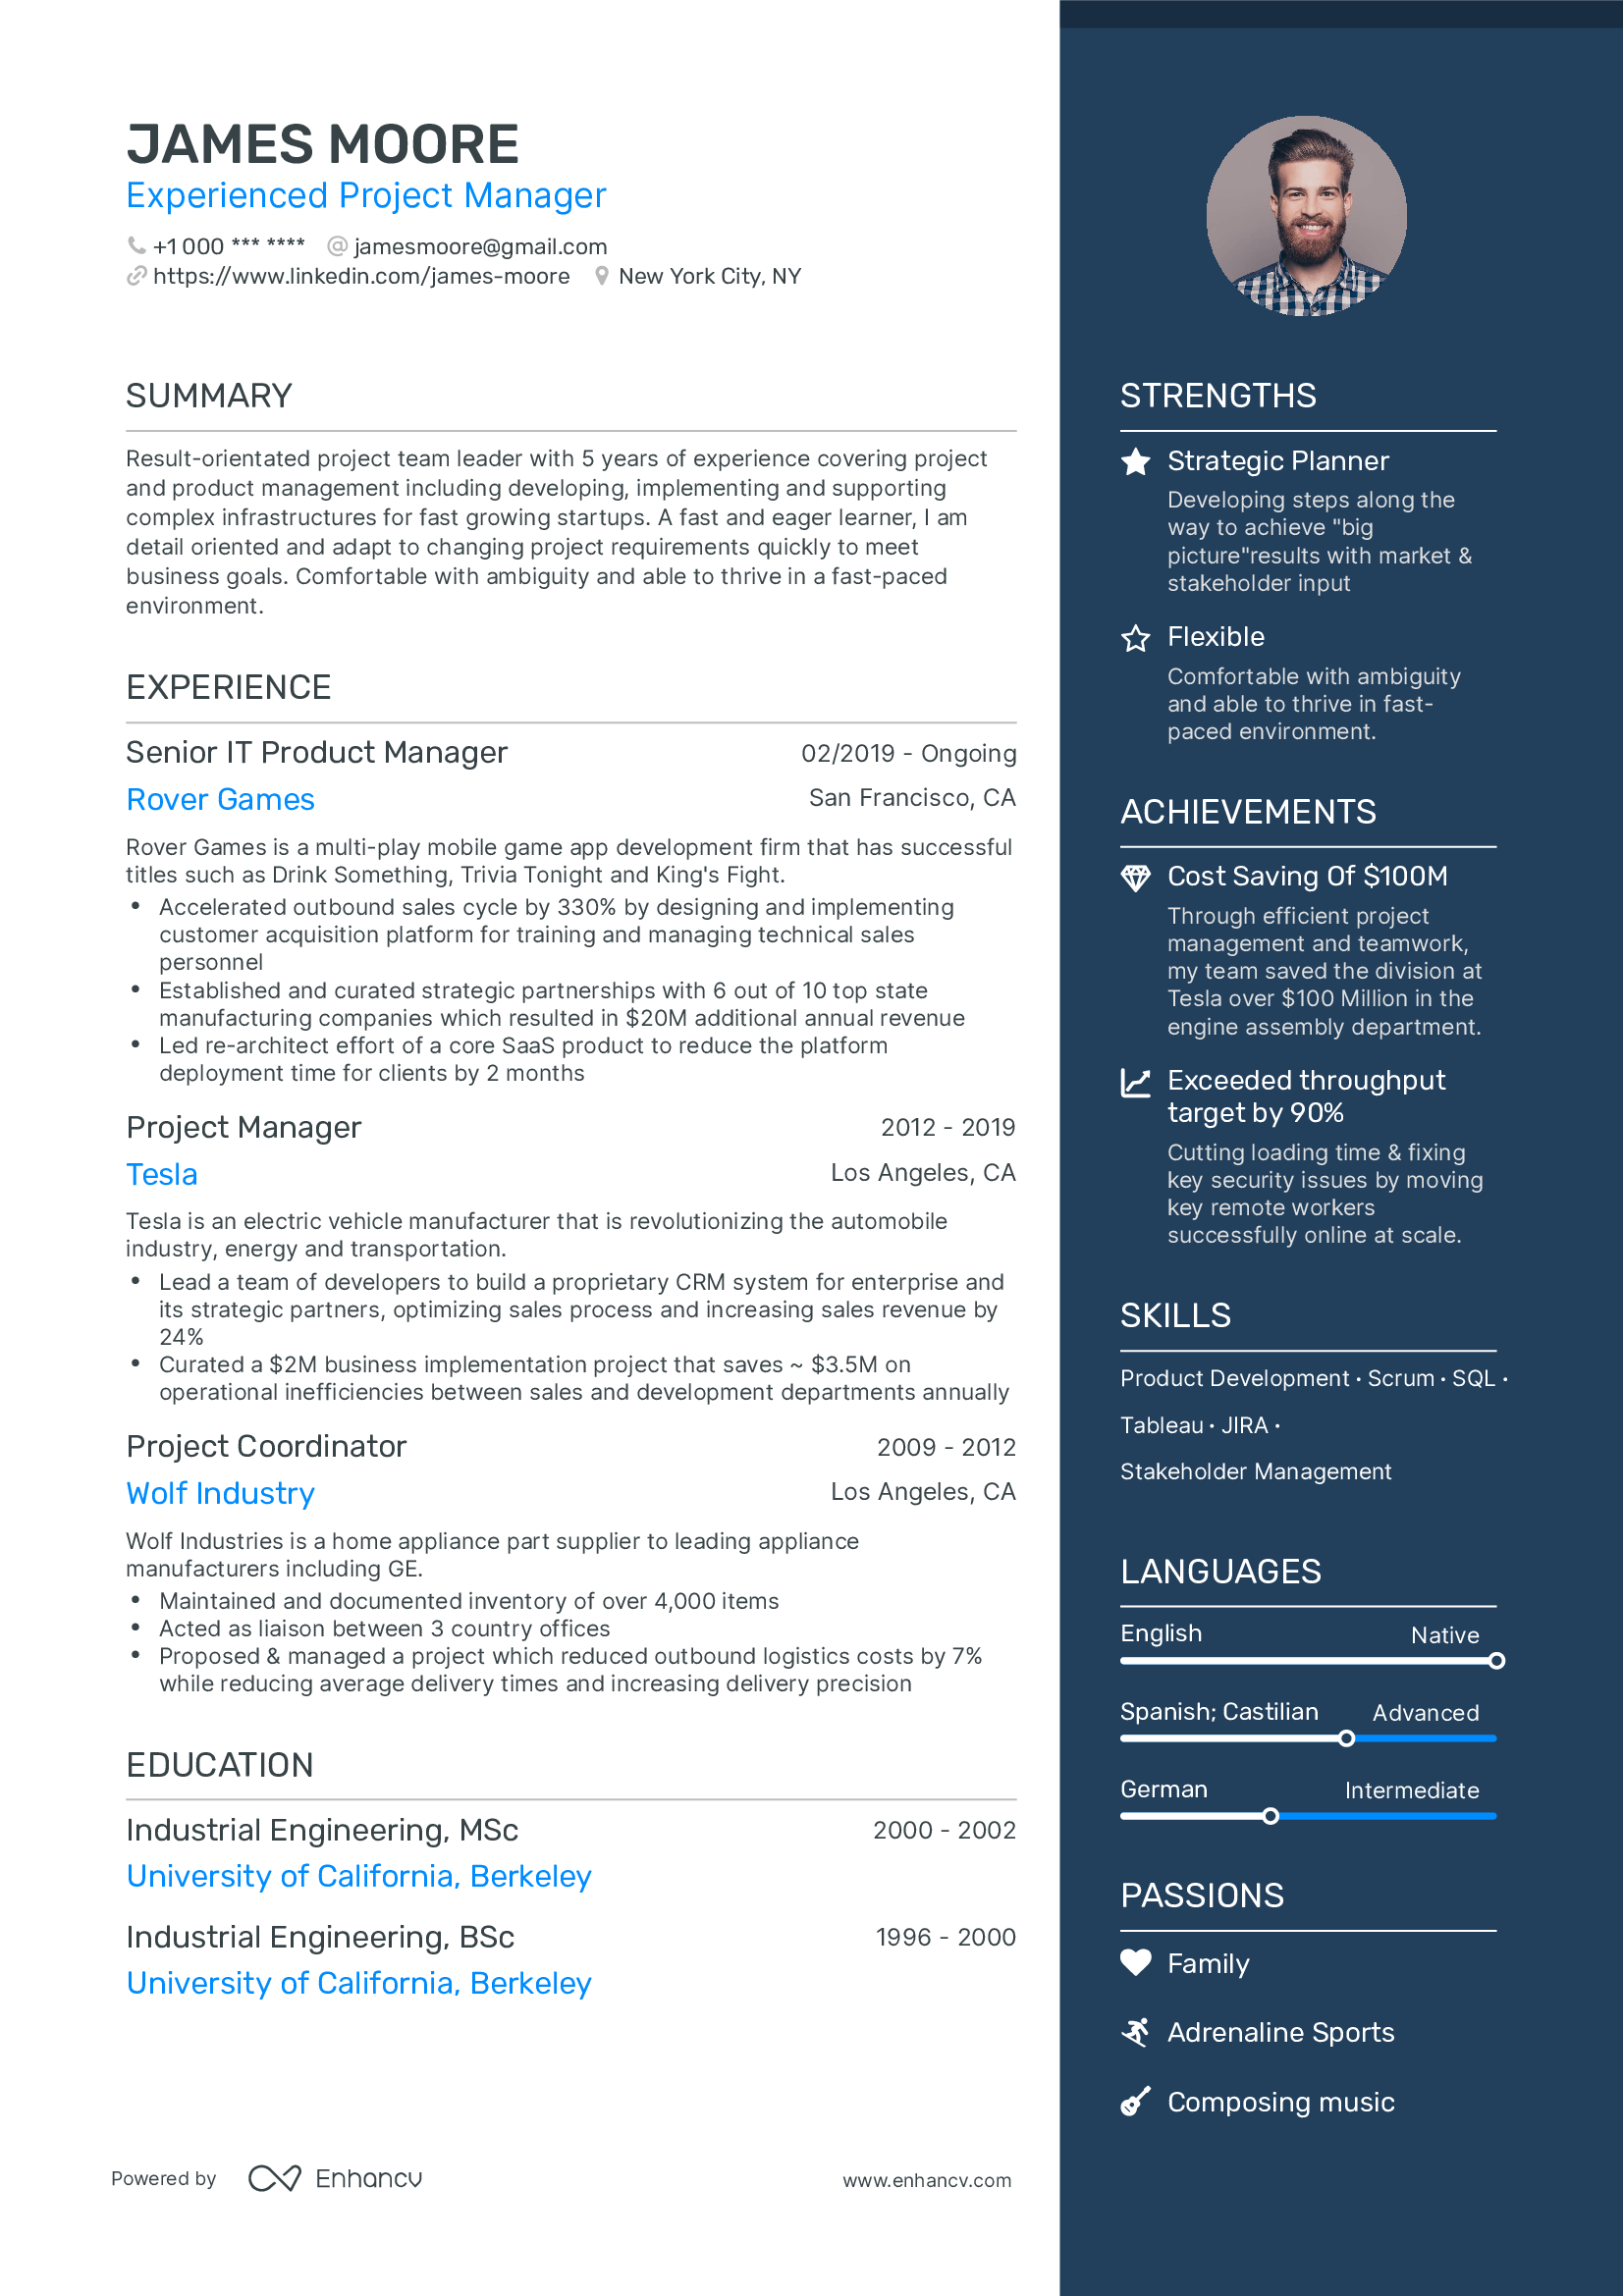 JAMES MOORE
Experienced Project Manager
+1 000 *** **** @ jamesmoore@gmail.com
https://www.linkedin.com/james-moore New York City, NY
SUMMARY
Result-orientated project team leader with 5 years of experience covering project
and product management including developing, implementing and supporting
complex infrastructures for fast growing startups. A fast and eager learner, I am
detail oriented and adapt to changing project requirements quickly to meet
business goals. Comfortable with ambiguity and able to thrive in a fast-paced
environment.
EXPERIENCE
Senior IT Product Manager 02/2019 - Ongoing
Rover Games San Francisco, CA
Rover Games is a multi-play mobile game app development firm that has successful
titles such as Drink Something, Trivia Tonight and King's Fight.
• Accelerated outbound sales cycle by 330% by designing and implementing
customer acquisition platform for training and managing technical sales
personnel
• Established and curated strategic partnerships with 6 out of 10 top state
manufacturing companies which resulted in $20M additional annual revenue
• Led re-architect effort of a core SaaS product to reduce the platform
deployment time for clients by 2 months
Project Manager 2012 - 2019
Tesla Los Angeles, CA
Tesla is an electric vehicle manufacturer that is revolutionizing the automobile
industry, energy and transportation.
• Lead a team of developers to build a proprietary CRM system for enterprise and
its strategic partners, optimizing sales process and increasing sales revenue by
24%
• Curated a $2M business implementation project that saves ~ $3.5M on
operational inefficiencies between sales and development departments annually
Project Coordinator 2009 - 2012
Wolf Industry Los Angeles, CA
Wolf Industries is a home appliance part supplier to leading appliance
manufacturers including GE.
• Maintained and documented inventory of over 4,000 items
• Acted as liaison between 3 country offices
• Proposed & managed a project which reduced outbound logistics costs by 7%
while reducing average delivery times and increasing delivery precision
EDUCATION
Industrial Engineering, MSc 2000 - 2002
University of California, Berkeley
Industrial Engineering, BSc 1996 - 2000
University of California, Berkeley
STRENGTHS
Strategic Planner
Developing steps along the
way to achieve "big
picture"results with market &
stakeholder input
Flexible
Comfortable with ambiguity
and able to thrive in fast-
paced environment.
ACHIEVEMENTS
Cost Saving Of $100M
Through efficient project
management and teamwork,
my team saved the division at
Tesla over $100 Million in the
engine assembly department.
Exceeded throughput
target by 90%
Cutting loading time & fixing
key security issues by moving
key remote workers
successfully online at scale.
SKILLS
Product Development · Scrum · SQL ·
Tableau · JIRA ·
Stakeholder Management
LANGUAGES
English Native
Spanish; Castilian Advanced
German Intermediate
PASSIONS
Family
Adrenaline Sports
Composing music
Powered by Enhancv www.enhancv.com